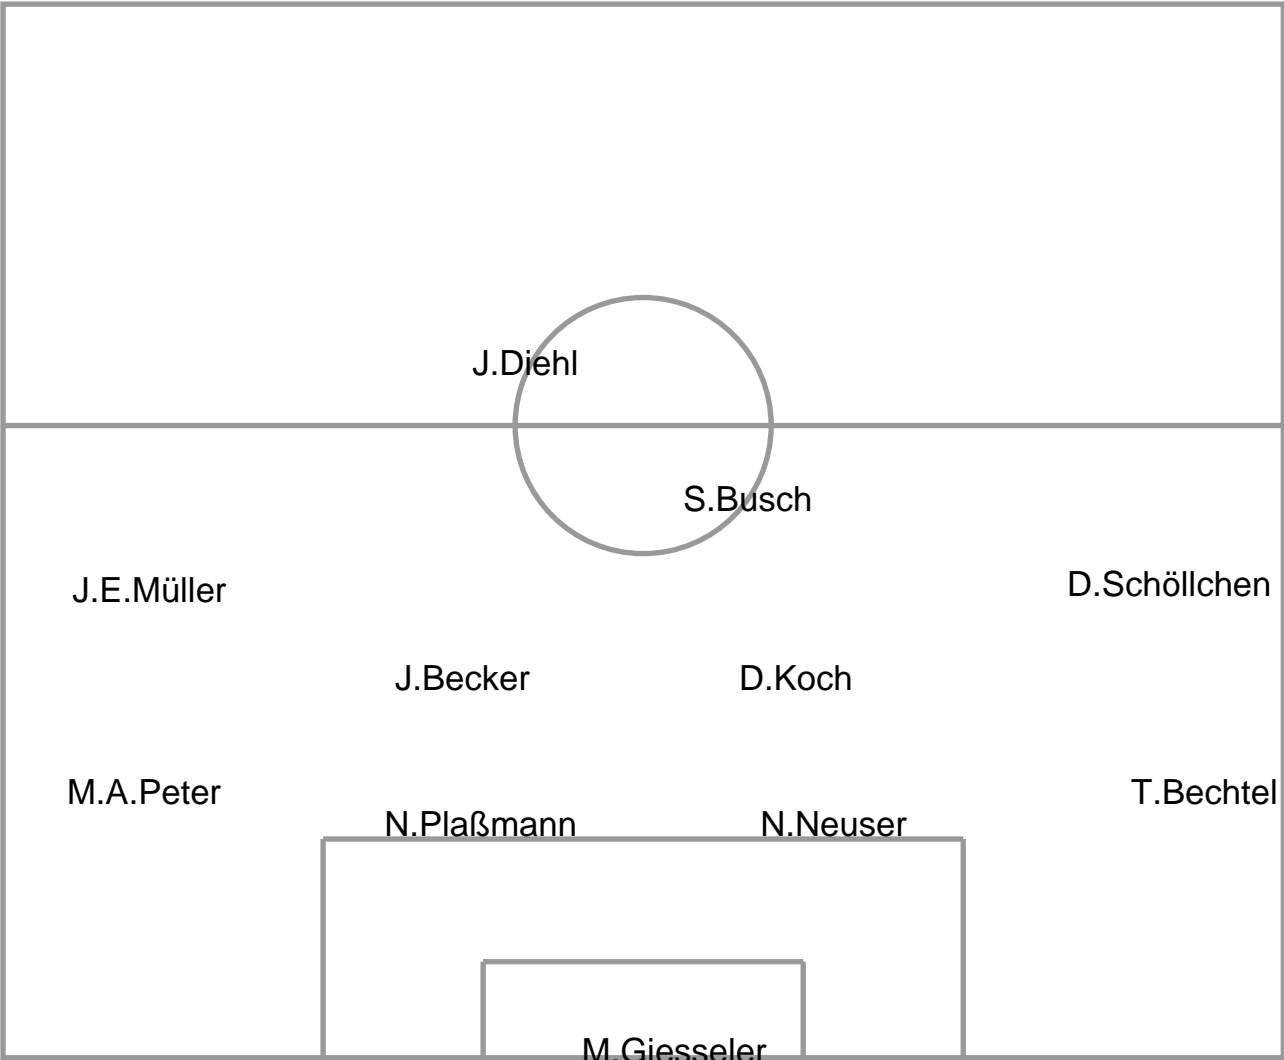 J.Diehl
S.Busch
J.E.Müller
D.Schöllchen
J.Becker
D.Koch
M.A.Peter
T.Bechtel
N.Plaßmann
N.Neuser
M.Giesseler